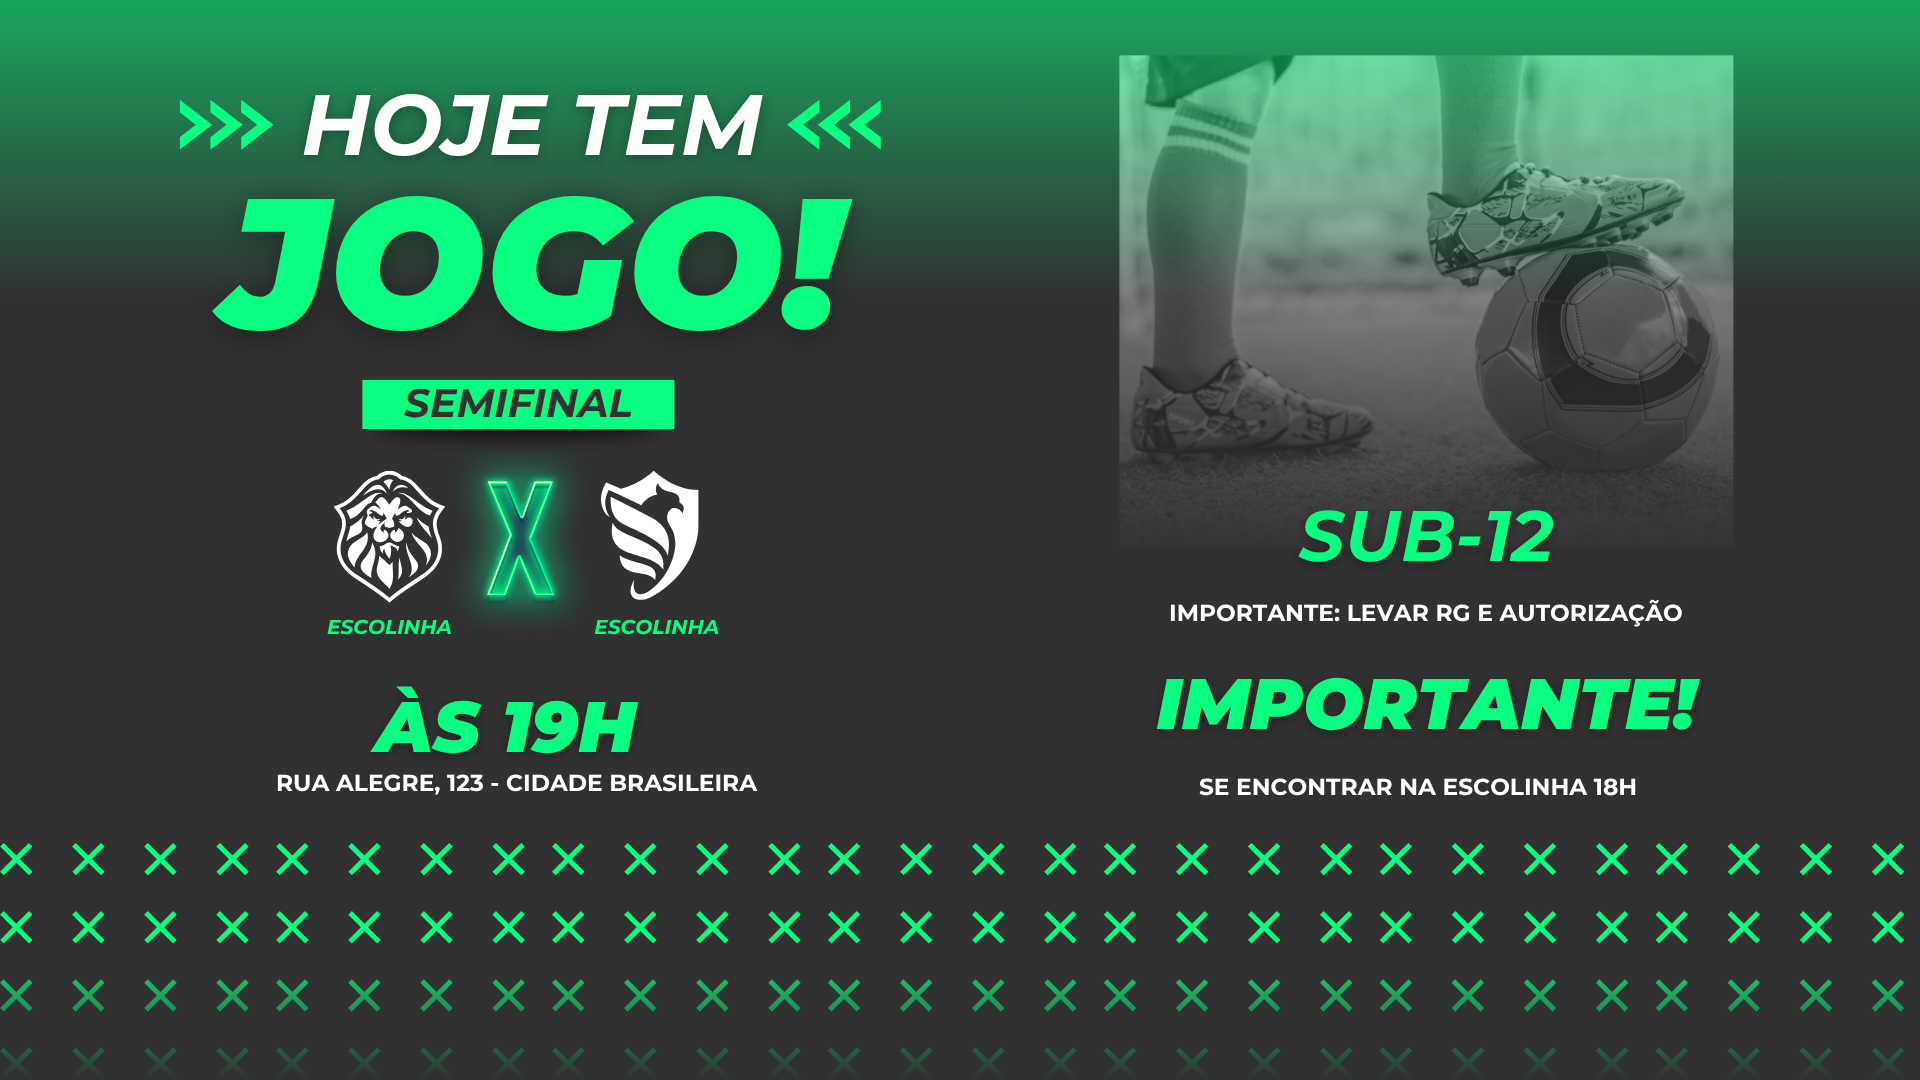 HOJE TEM
JOGO!
SEMIFINAL
X
ESCOLINHA
ESCOLINHA
ÀS 19H
RUA ALEGRE, 123 - CIDADE BRASILEIRA
SUB-12
IMPORTANTE: LEVAR RG E AUTORIZAÇÃO
IMPORTANTE!
SE ENCONTRAR NA ESCOLINHA 18H